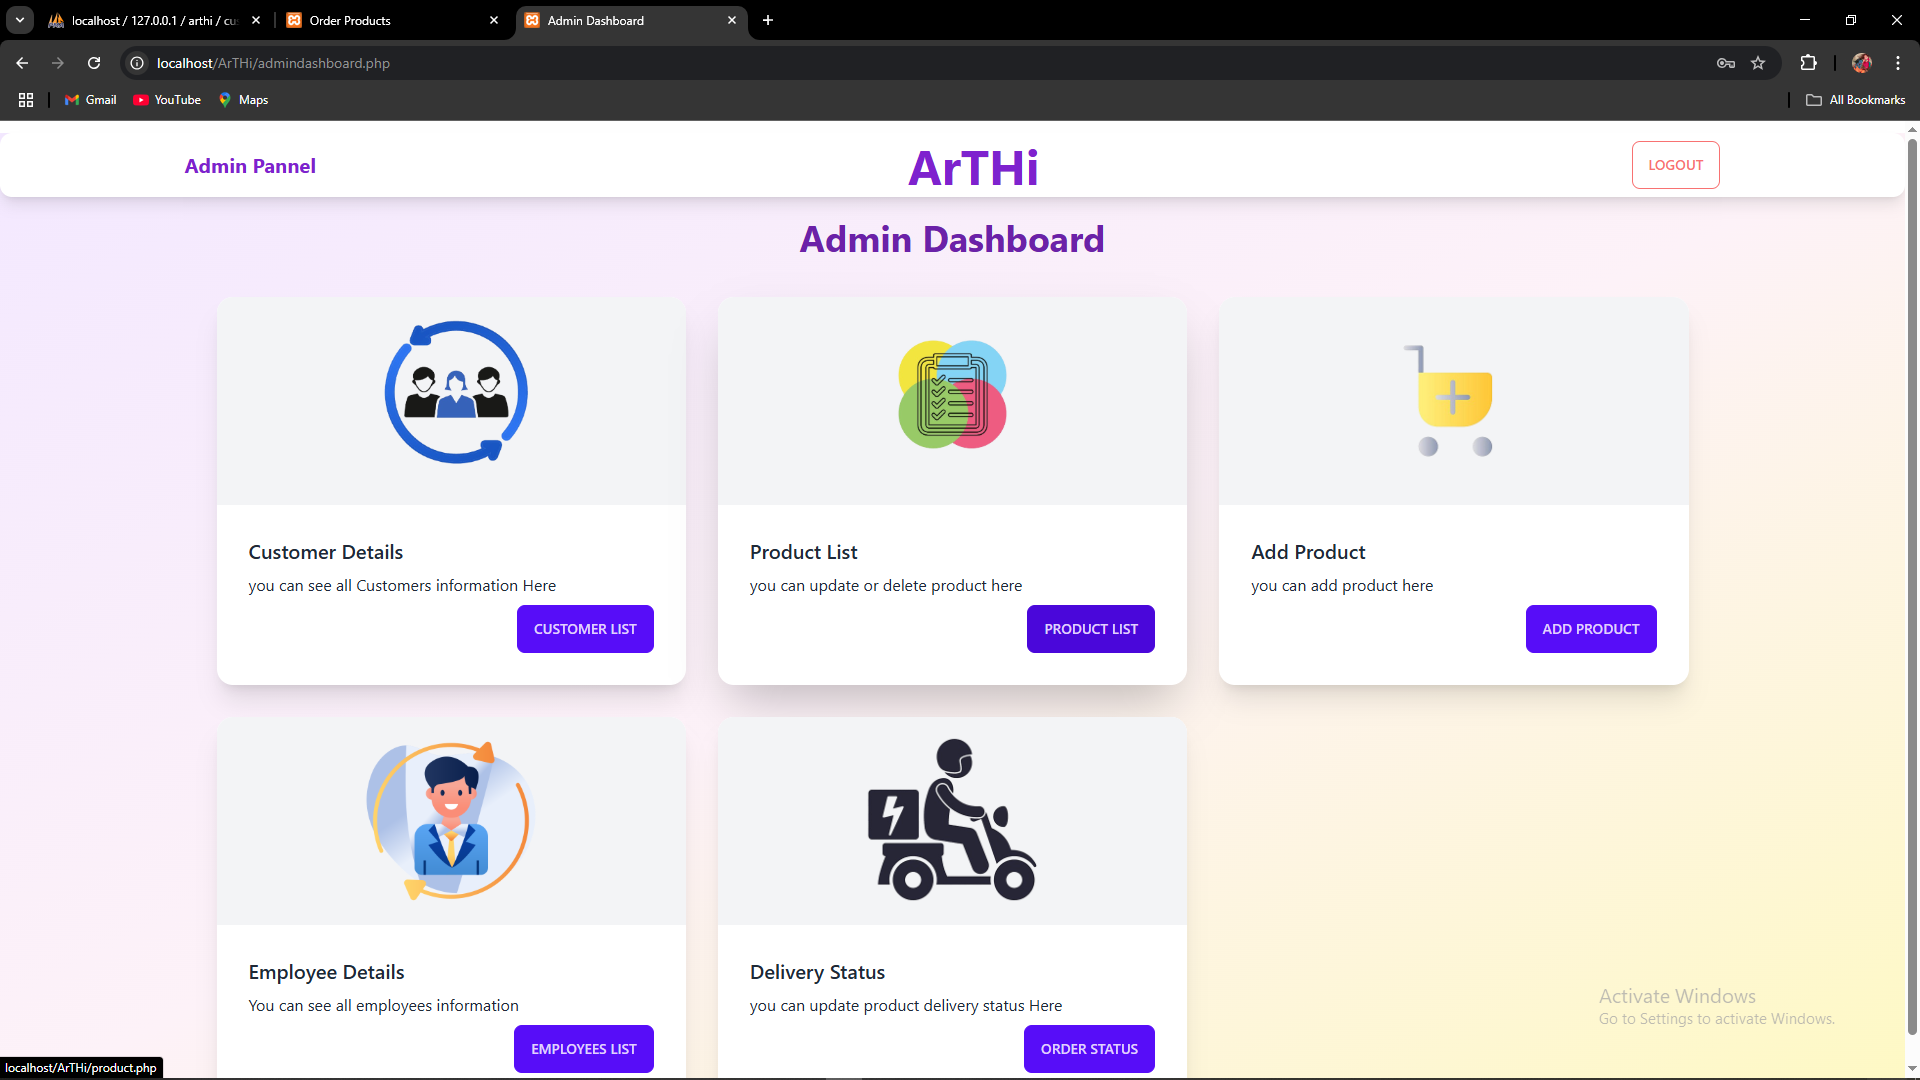 localhost / 127.0.0.1 / arthi / cu
Order Products
Admin Dashboard
localhost/ArTHi/admindashboard.php
Gmail
YouTube
Maps
All Bookmarks
Admin Pannel
ArTHi
LOGOUT
Admin Dashboard
Customer Details
you can see all Customers information Here
CUSTOMER LIST
Product List
you can update or delete product here
PRODUCT LIST
Add Product
you can add product here
ADD PRODUCT
Employee Details
You can see all employees information
EMPLOYEES LIST
Delivery Status
you can update product delivery status Here
ORDER STATUS
Activate Windows
Go to Settings to activate Windows.
localhost/ArTHi/product.php